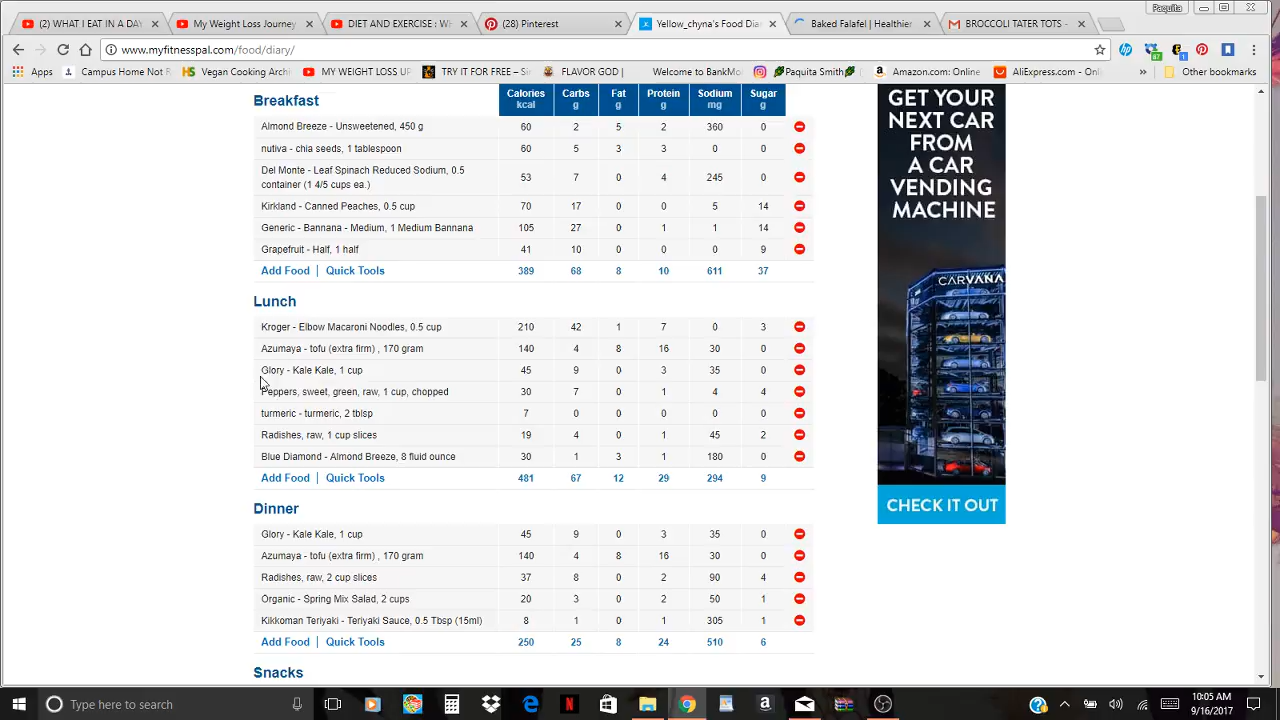 Paquita
(2) WHAT I EAT IN A DAY
My Weight Loss Journey
DIET AND EXERCISE : WH
(28) Pinterest
Yellow_chyna's Food Dia
Baked Falafel | Healthier
BROCCOLI TATER TOTS -
www.myfitnesspal.com/food/diary/
Apps
Campus Home Not R
Vegan Cooking Archi
MY WEIGHT LOSS UP
TRY IT FOR FREE – Si
FLAVOR GOD |
Welcome to BankMo
Paquita Smith
Amazon.com: Online
AliExpress.com - Onli
»
Other bookmarks
Breakfast Calories kcal Carbs g Fat g Protein g Sodium mg Sugar g
Almond Breeze - Unsweetened, 450 g 60 2 5 2 360 0
nutiva - chia seeds, 1 tablespoon 60 5 3 3 0 0
Del Monte - Leaf Spinach Reduced Sodium, 0.5
container (1 4/5 cups ea.) 53 7 0 4 245 0
Kirkland - Canned Peaches, 0.5 cup 70 17 0 0 5 14
Generic - Bannana - Medium, 1 Medium Bannana 105 27 0 1 1 14
Grapefruit - Half, 1 half 41 10 0 0 0 9
Add Food | Quick Tools 389 68 8 10 611 37
Lunch
Kroger - Elbow Macaroni Noodles, 0.5 cup 210 42 1 7 0 3
Azumaya - tofu (extra firm) , 170 gram 140 4 8 16 30 0
Glory - Kale Kale, 1 cup 45 9 0 3 35 0
Peppers, sweet, green, raw, 1 cup, chopped 30 7 0 1 4 4
turmeric - turmeric, 2 tbisp 7 0 0 0 0 0
Radishes, raw, 1 cup slices 19 4 0 1 45 2
Blue Diamond - Almond Breeze, 8 fluid ounce 30 1 3 1 180 0
Add Food | Quick Tools 481 67 12 29 294 9
Dinner
Glory - Kale Kale, 1 cup 45 9 0 3 35 0
Azumaya - tofu (extra firm) , 170 gram 140 4 8 16 30 0
Radishes, raw, 2 cup slices 37 8 0 2 90 4
Organic - Spring Mix Salad, 2 cups 20 3 0 2 50 1
Kikkoman Teriyaki - Teriyaki Sauce, 0.5 Tbsp (15ml) 8 1 0 1 305 1
Add Food | Quick Tools 250 25 8 24 510 6
Snacks
GET YOUR
NEXT CAR
FROM
A CAR
VENDING
MACHINE
CARVANA
CHECK IT OUT
Type here to search
10:05 AM
9/16/2017